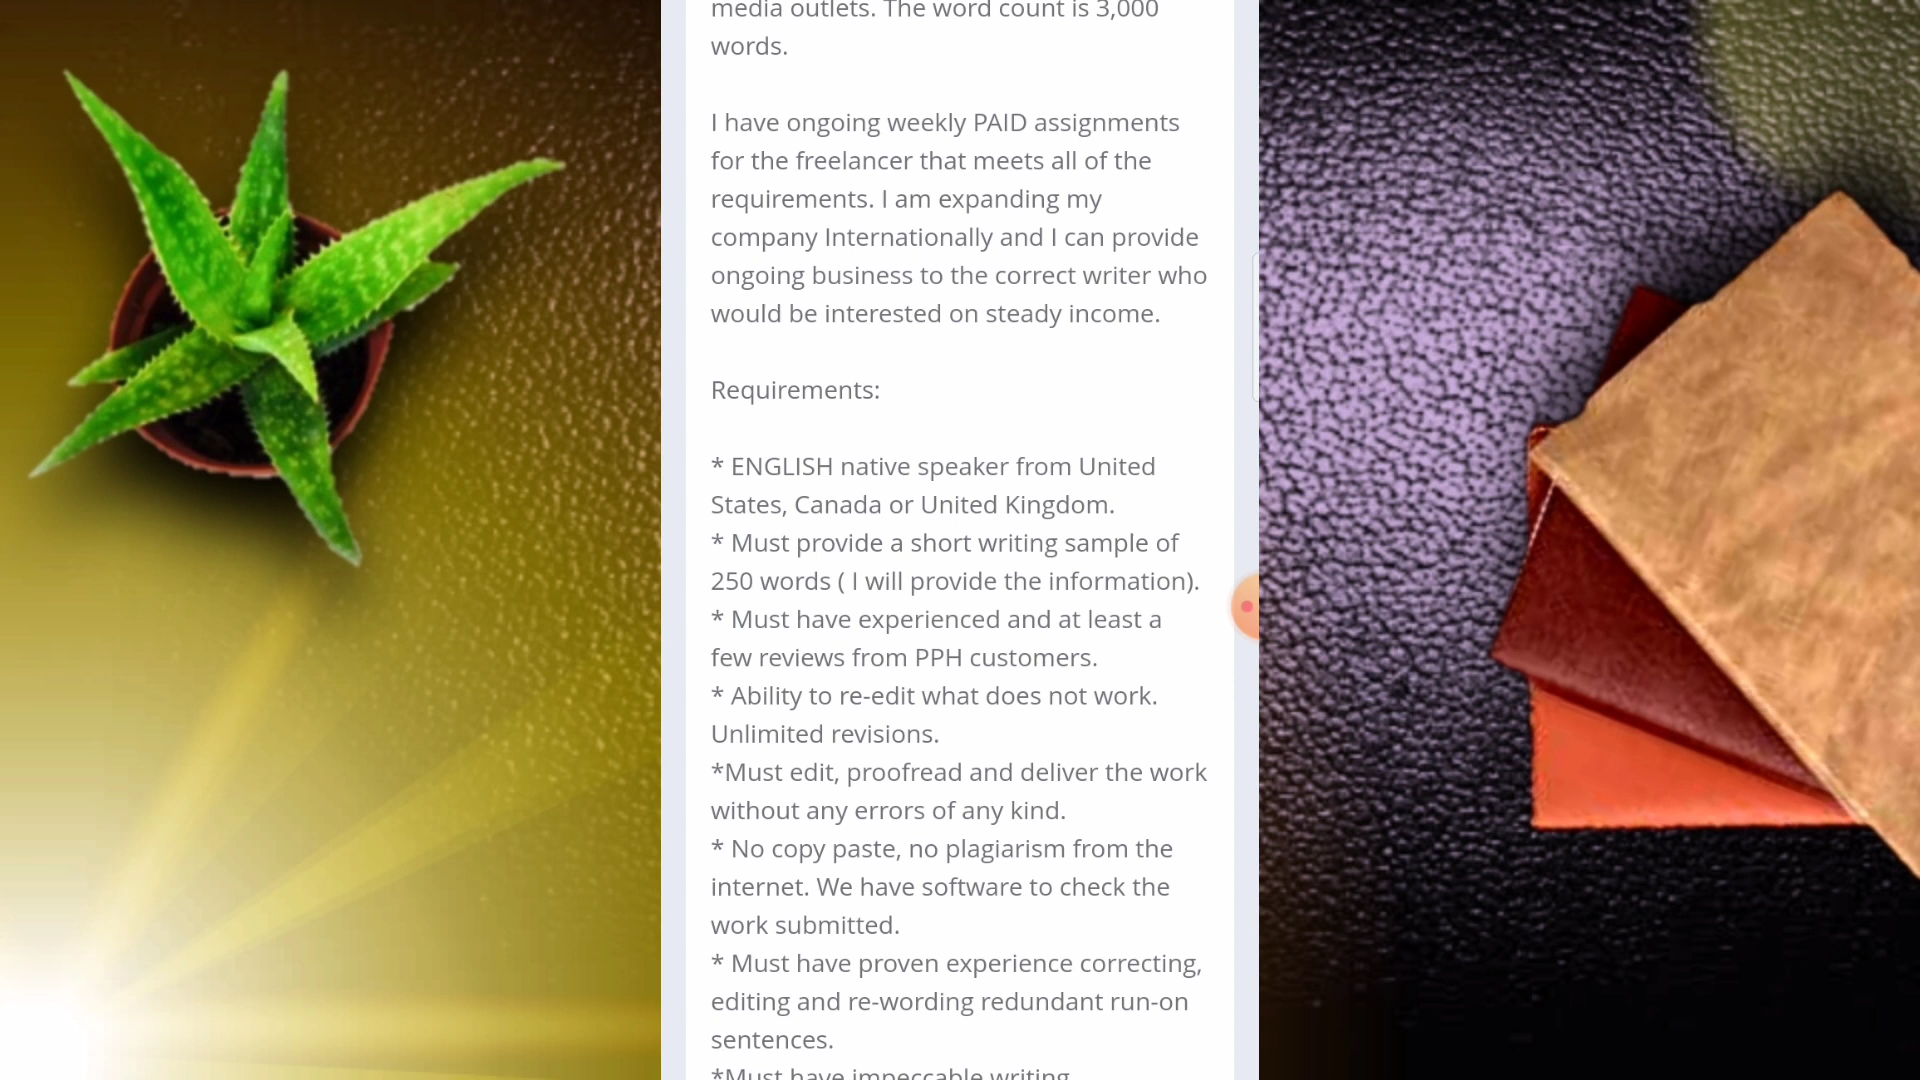 media outlets. The word count is 3,000
words.
I have ongoing weekly PAID assignments
for the freelancer that meets all of the
requirements. I am expanding my
company Internationally and I can provide
ongoing business to the correct writer who
would be interested on steady income.
Requirements:
* ENGLISH native speaker from United
States, Canada or United Kingdom.
* Must provide a short writing sample of
250 words ( I will provide the information).
* Must have experienced and at least a
few reviews from PPH customers.
* Ability to re-edit what does not work.
Unlimited revisions.
*Must edit, proofread and deliver the work
without any errors of any kind.
* No copy paste, no plagiarism from the
internet. We have software to check the
work submitted.
* Must have proven experience correcting,
editing and re-wording redundant run-on
sentences.
*Must have impeccable writing